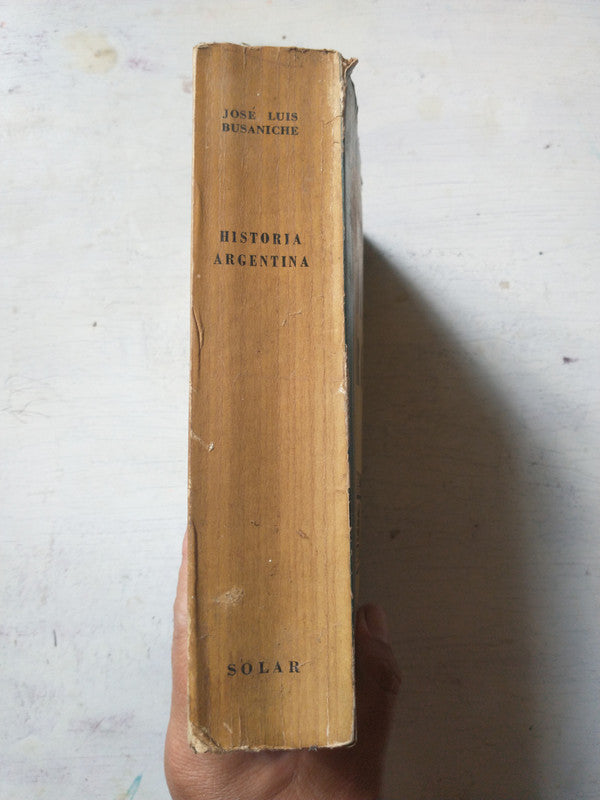 JOSÉ LUIS
BUSANICHE
HISTORIA
ARGENTINA
SOLAR